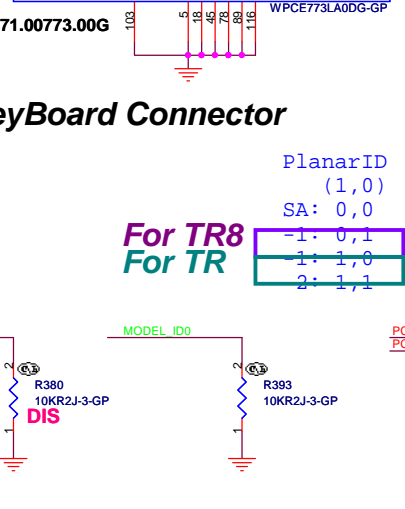 WPCE773LA0DG-GP
71.00773.00G
103
5
18
45
78
89
116
eyBoard Connector
PlanarID
(1,0)
SA: 0,0
For TR8
-1: 0,1
For TR
-1: 1,0
2: 1,1
MODEL_ID0
PC
PC
2
R380
10KR2J-3-GP
DIS
1
2
R393
10KR2J-3-GP
1